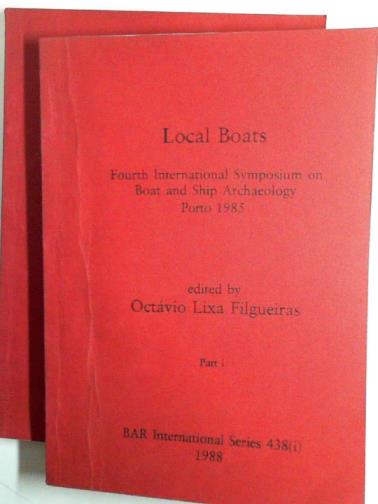 Local Boats
Fourth International Symposium on
Boat and Ship Archaeology
Porto 1985
edited by
Octávio Lixa Filgueiras
Part i
BAR International Series 438(i)
1988